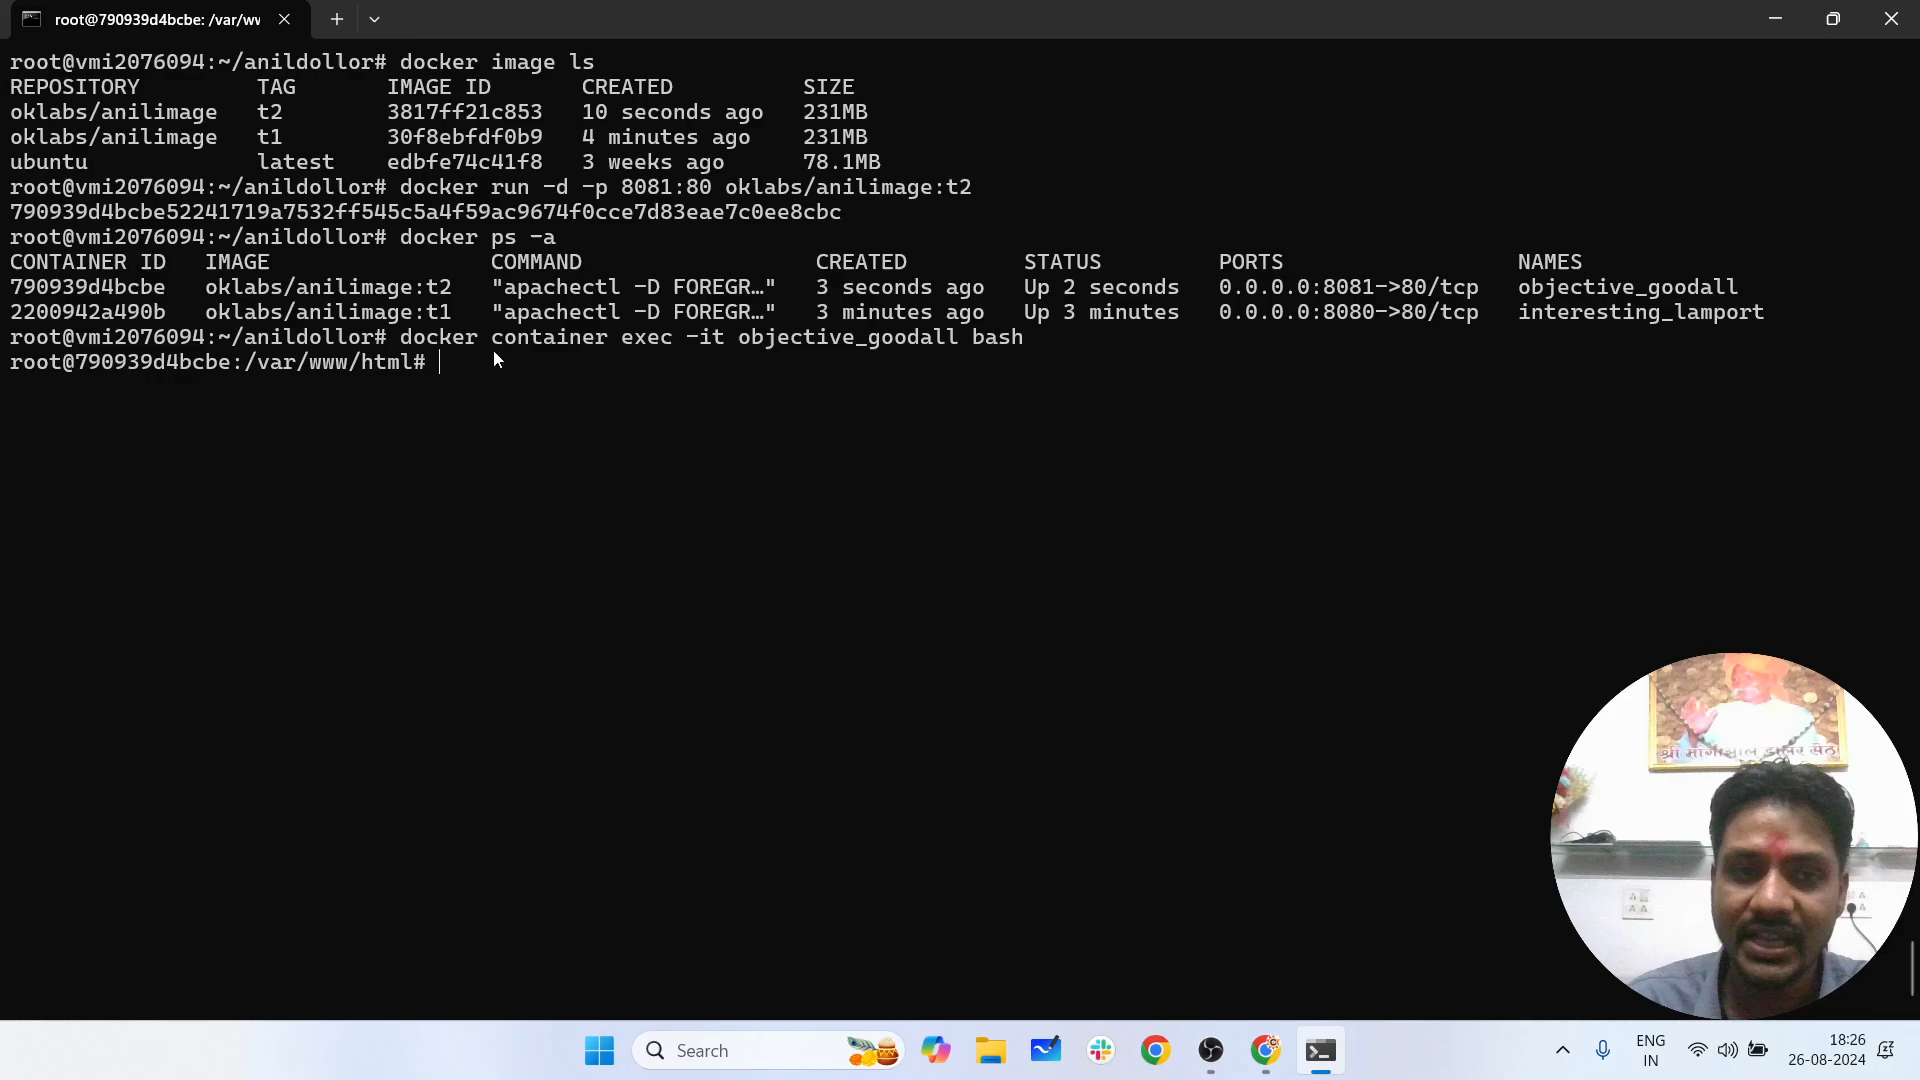 root@790939d4bcbe: /var/wv
root@vmi2076094:~/anildollor# docker image ls
REPOSITORY TAG IMAGE ID CREATED SIZE
oklabs/anilimage t2 3817ff21c853 10 seconds ago 231MB
oklabs/anilimage t1 30f8ebfdf0b9 4 minutes ago 231MB
ubuntu latest edbfe74c41f8 3 weeks ago 78.1MB
root@vmi2076094:~/anildollor# docker run -d -p 8081:80 oklabs/anilimage:t2
790939d4bcbe52241719a7532ff545c5a4f59ac9674f0cce7d83eae7c0ee8cbc
root@vmi2076094:~/anildollor# docker ps -a
CONTAINER ID IMAGE COMMAND CREATED STATUS PORTS NAMES
790939d4bcbe oklabs/anilimage:t2 "apachectl -D FOREGR…" 3 seconds ago Up 2 seconds 0.0.0.0:8081->80/tcp objective_goodall
2200942a490b oklabs/anilimage:t1 "apachectl -D FOREGR…" 3 minutes ago Up 3 minutes 0.0.0.0:8080->80/tcp interesting_lamport
root@vmi2076094:~/anildollor# docker container exec -it objective_goodall bash
root@790939d4bcbe:/var/www/html#
श्री मांगीलाल डालर सेठ
Search
ENG
IN
18:26
26-08-2024